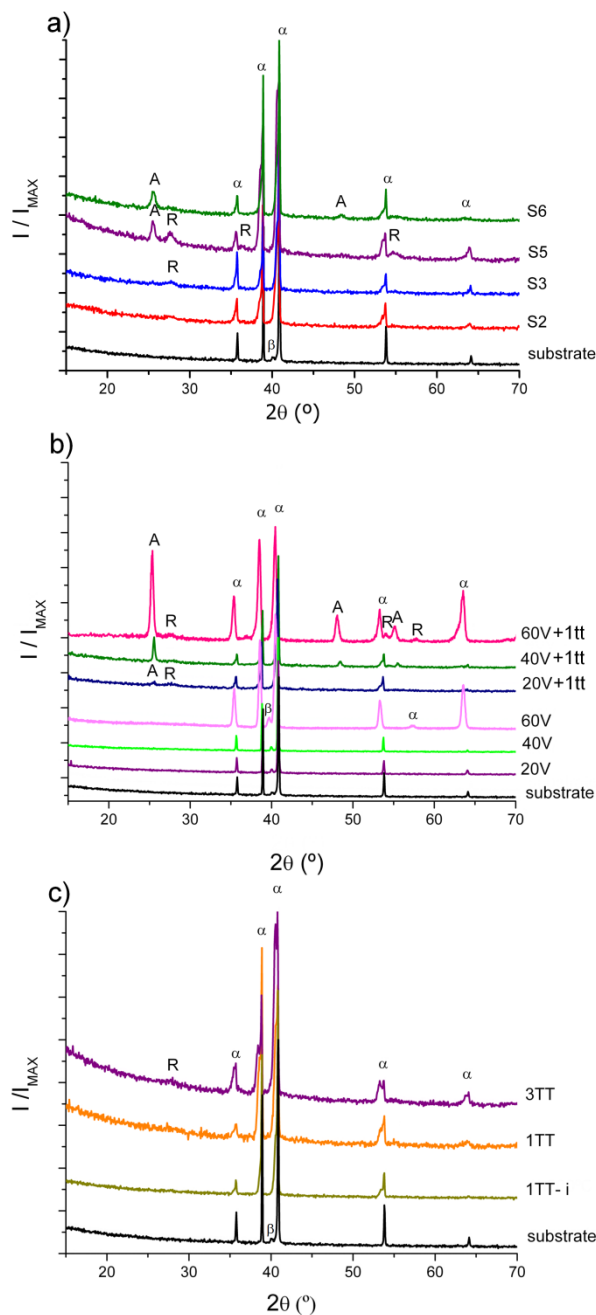 a)
α
α
A
α
α
A
α
S6
A
R
R
R
S5
R
S3
S2
β
substrate
I / I_MAX
20 30 40 50 60 70
2θ (º)
b)
α
α
A
α
A
α
α
R
R
A
R
60V+1tt
40V+1tt
A
R
20V+1tt
β
α
60V
40V
20V
substrate
I / I_MAX
20 30 40 50 60 70
2θ (º)
c)
α
α
R
α
α
α
3TT
1TT
1TT- i
β
substrate
I /I_MAX
20 30 40 50 60 70
2θ (º)